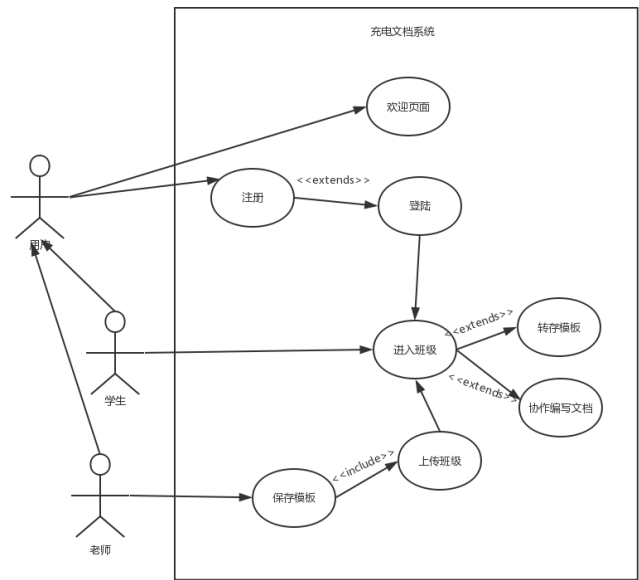 充电文档系统
欢迎页面
<<extends>>
注册
登陆
用户
<<extends>>
转存模板
进入班级
学生
<<extends>>
协作编写文档
<<include>>
上传班级
保存模板
老师